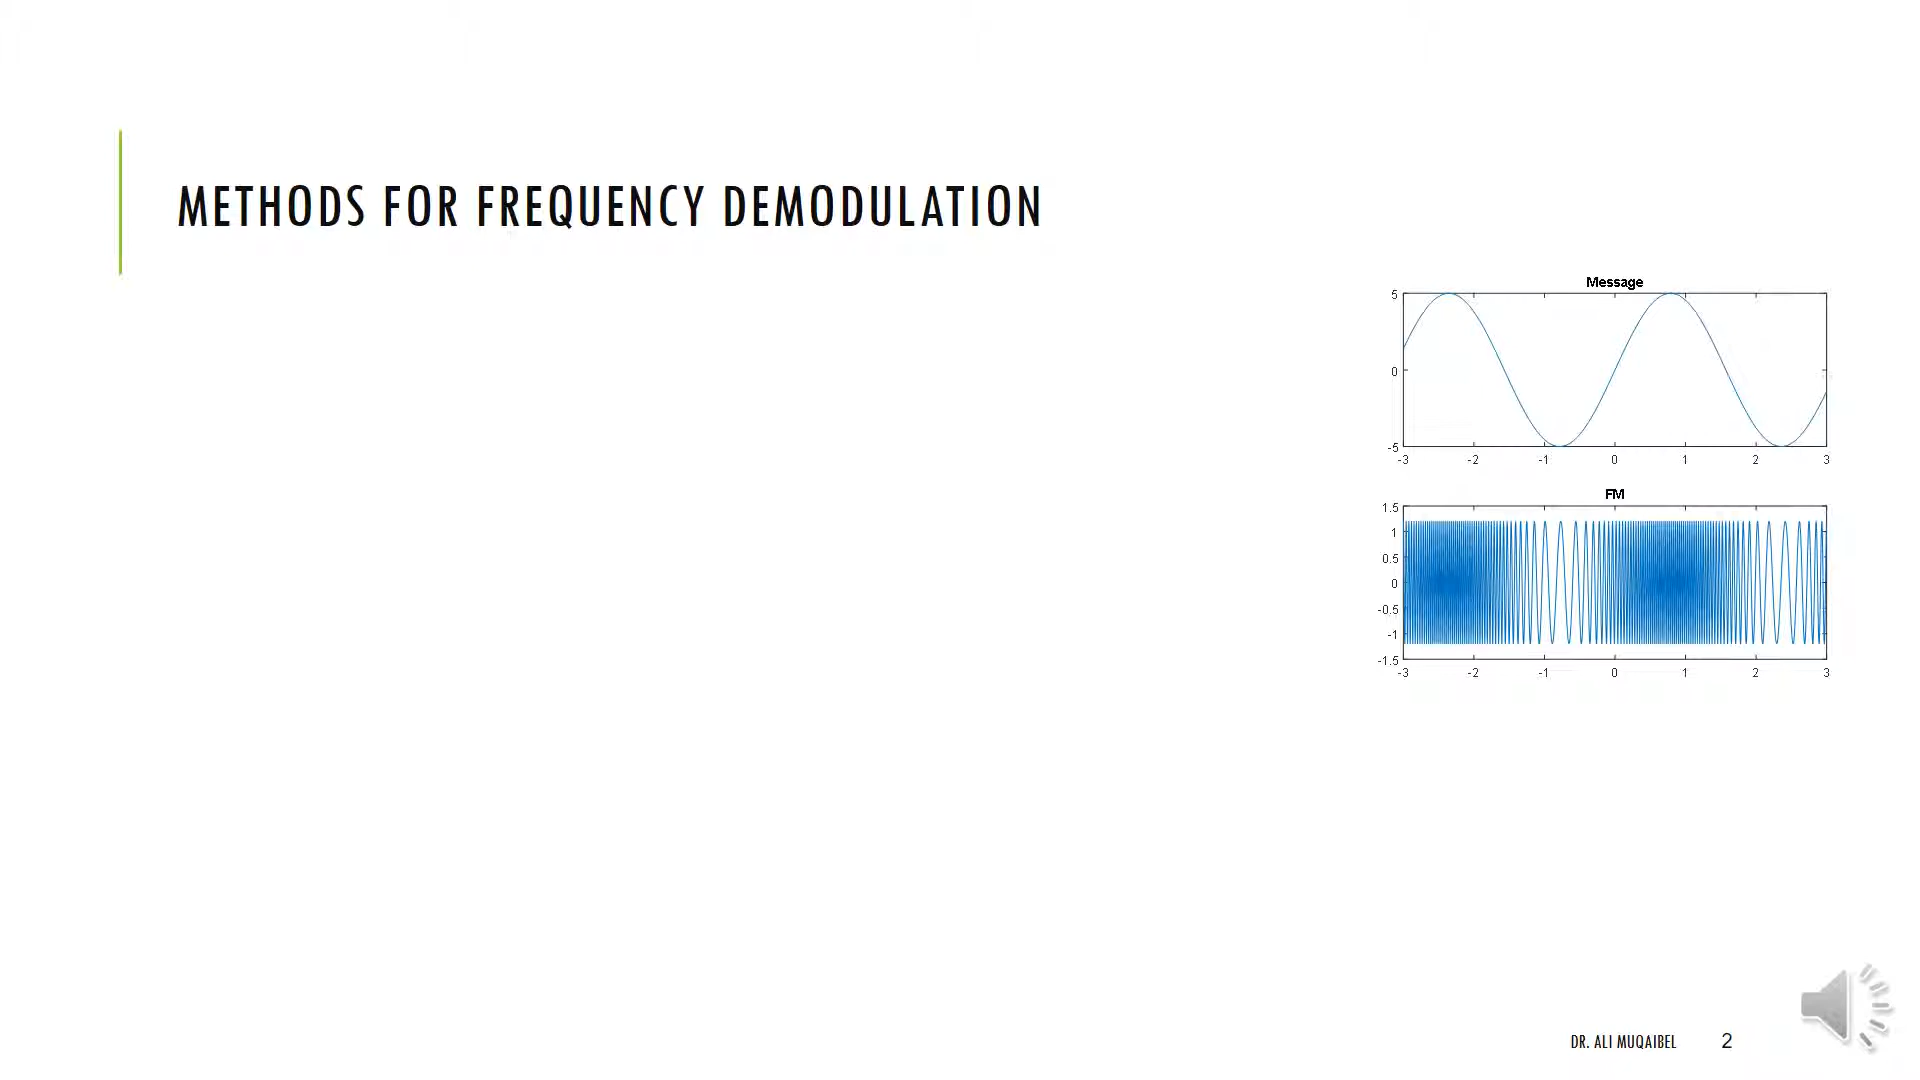 METHODS FOR FREQUENCY DEMODULATION
Message
5
0
-5
-3 -2 -1 0 1 2 3
FM
1.5
1
0.5
0
-0.5
-1
-1.5
-3 -2 -1 0 1 2 3
DR. ALI MUQAIBEL 2